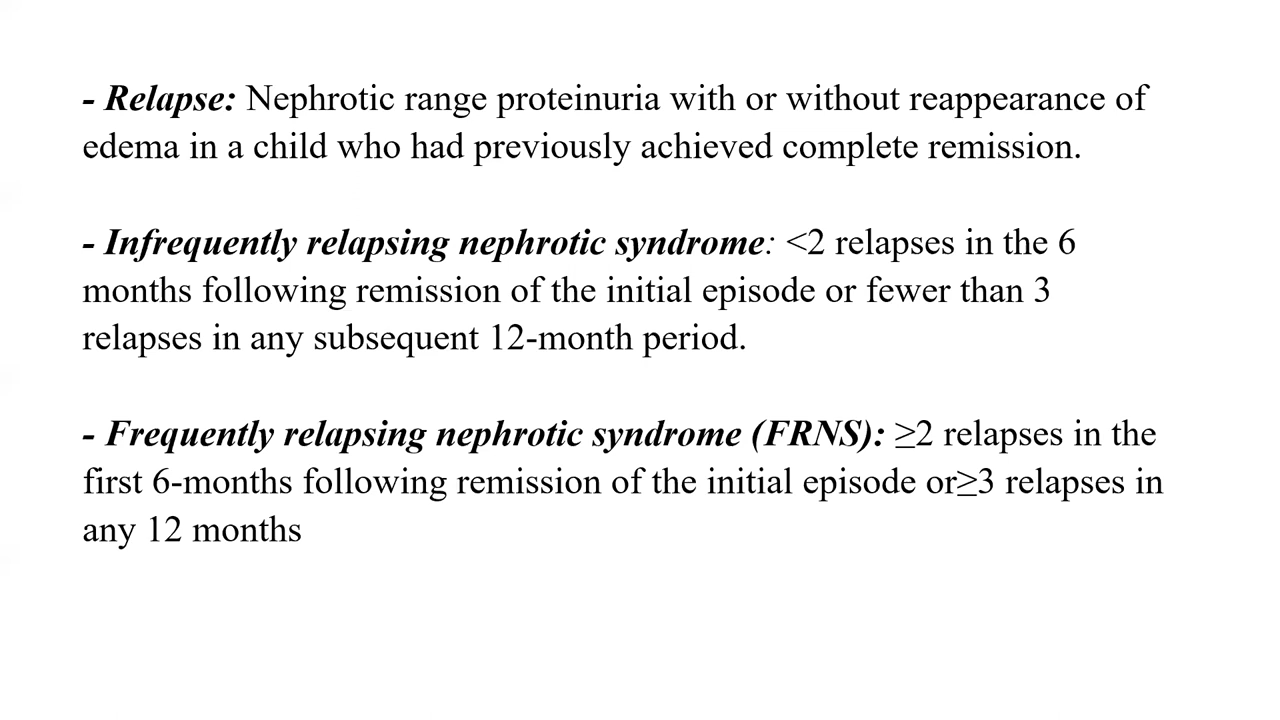 - Relapse: Nephrotic range proteinuria with or without reappearance of
edema in a child who had previously achieved complete remission.
- Infrequently relapsing nephrotic syndrome: <2 relapses in the 6
months following remission of the initial episode or fewer than 3
relapses in any subsequent 12-month period.
- Frequently relapsing nephrotic syndrome (FRNS): ≥2 relapses in the
first 6-months following remission of the initial episode or≥3 relapses in
any 12 months